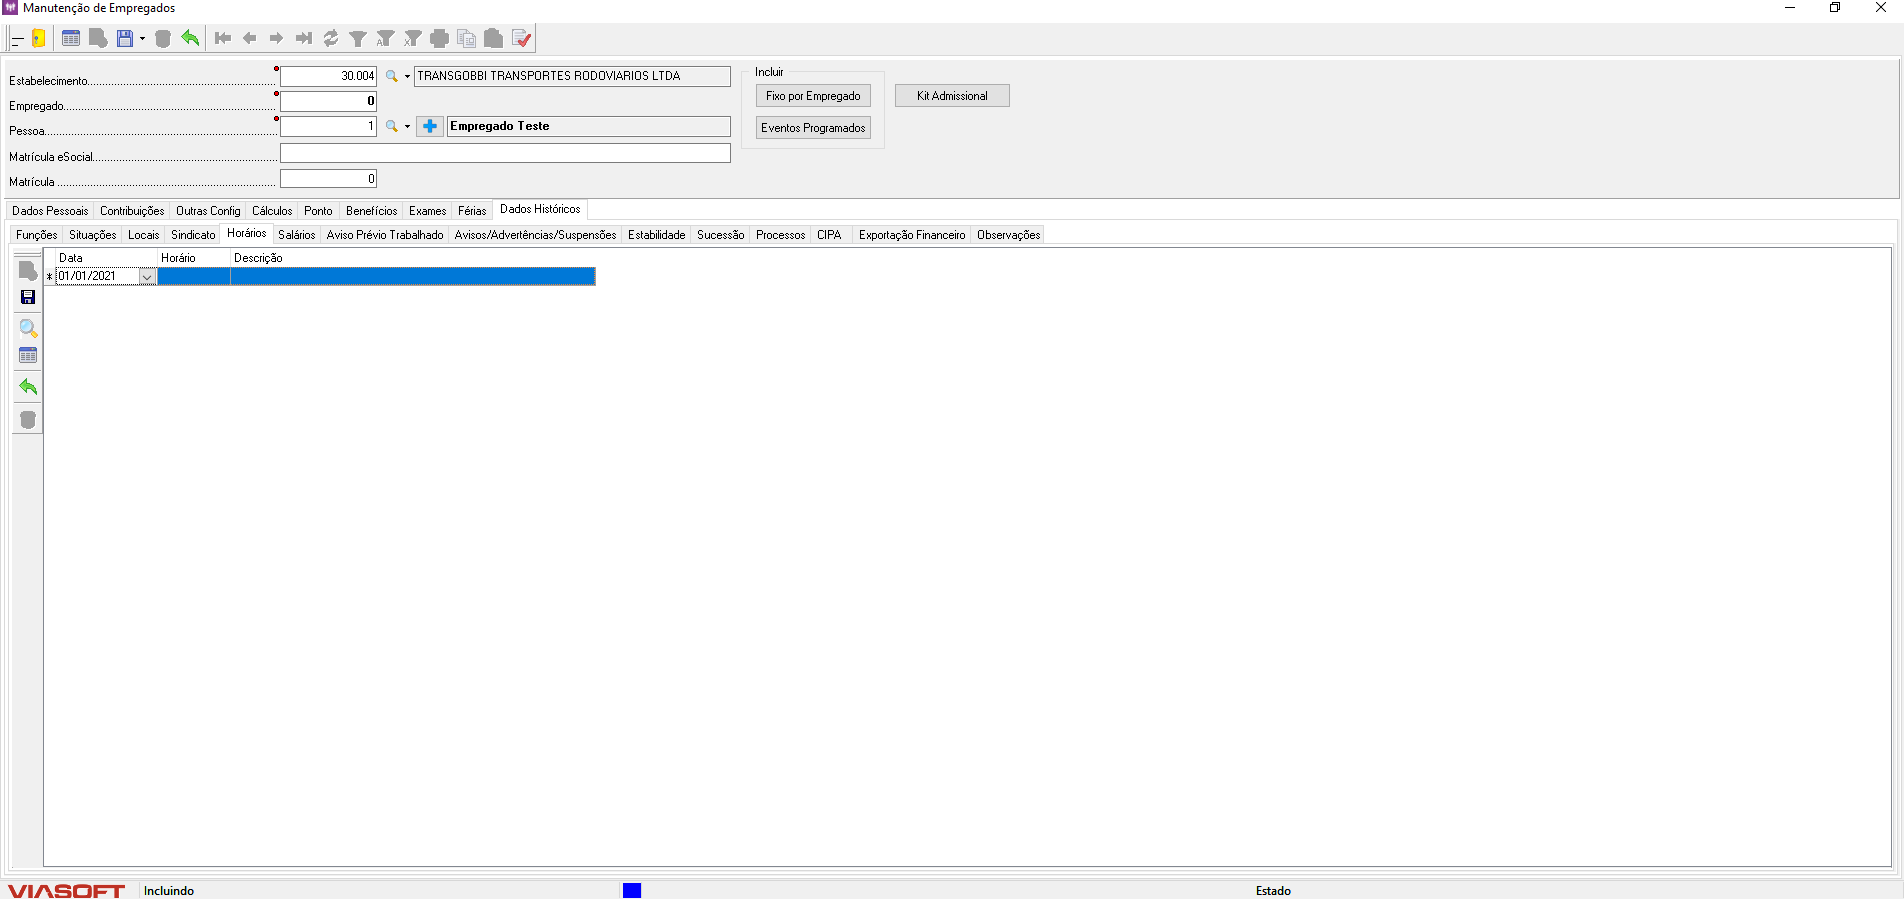 Manutenção de Empregados
Estabelecimento 30.004 TRANSGOBBI TRANSPORTES RODOVIARIOS LTDA
Empregado 0
Pessoa 1 Empregado Teste
Matrícula eSocial
Matrícula 0
Incluir
Fixo por Empregado
Eventos Programados
Kit Admissional
Dados Pessoais Contribuições Outras Config Cálculos Ponto Benefícios Exames Férias Dados Históricos
Funções Situações Locais Sindicato Horários Salários Aviso Prévio Trabalhado Avisos/Advertências/Suspensões Estabilidade Sucessão Processos CIPA Exportação Financeiro Observações
Data Horário Descrição
* 01/01/2021
VIASOFT Incluindo Estado